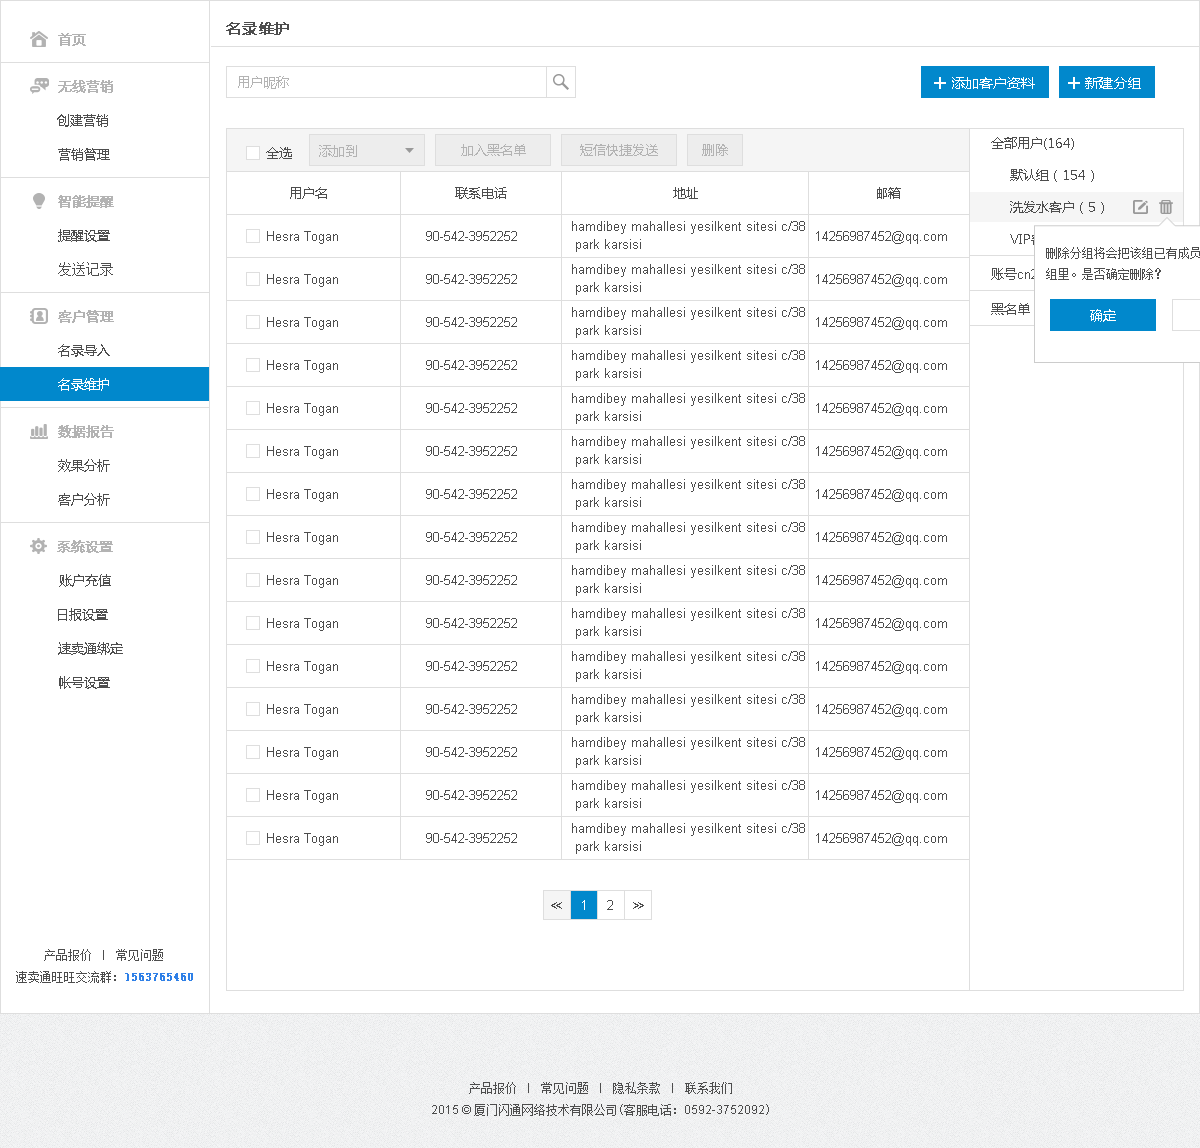 首页
无线营销
创建营销
营销管理
智能提醒
提醒设置
发送记录
客户管理
名录导入
名录维护
数据报告
效果分析
客户分析
系统设置
账户充值
日报设置
速卖通绑定
帐号设置
产品报价 | 常见问题
速卖通旺旺交流群：1563765460
名录维护
用户昵称
添加客户资料
新建分组
全选 添加到 加入黑名单 短信快捷发送 删除
用户名 联系电话 地址 邮箱
Hesra Togan 90-542-3952252 hamdibey mahallesi yesilkent sitesi c/38 14256987452@qq.com
park karsisi
Hesra Togan 90-542-3952252 hamdibey mahallesi yesilkent sitesi c/38 14256987452@qq.com
park karsisi
Hesra Togan 90-542-3952252 hamdibey mahallesi yesilkent sitesi c/38 14256987452@qq.com
park karsisi
Hesra Togan 90-542-3952252 hamdibey mahallesi yesilkent sitesi c/38 14256987452@qq.com
park karsisi
Hesra Togan 90-542-3952252 hamdibey mahallesi yesilkent sitesi c/38 14256987452@qq.com
park karsisi
Hesra Togan 90-542-3952252 hamdibey mahallesi yesilkent sitesi c/38 14256987452@qq.com
park karsisi
Hesra Togan 90-542-3952252 hamdibey mahallesi yesilkent sitesi c/38 14256987452@qq.com
park karsisi
Hesra Togan 90-542-3952252 hamdibey mahallesi yesilkent sitesi c/38 14256987452@qq.com
park karsisi
Hesra Togan 90-542-3952252 hamdibey mahallesi yesilkent sitesi c/38 14256987452@qq.com
park karsisi
Hesra Togan 90-542-3952252 hamdibey mahallesi yesilkent sitesi c/38 14256987452@qq.com
park karsisi
Hesra Togan 90-542-3952252 hamdibey mahallesi yesilkent sitesi c/38 14256987452@qq.com
park karsisi
Hesra Togan 90-542-3952252 hamdibey mahallesi yesilkent sitesi c/38 14256987452@qq.com
park karsisi
Hesra Togan 90-542-3952252 hamdibey mahallesi yesilkent sitesi c/38 14256987452@qq.com
park karsisi
Hesra Togan 90-542-3952252 hamdibey mahallesi yesilkent sitesi c/38 14256987452@qq.com
park karsisi
Hesra Togan 90-542-3952252 hamdibey mahallesi yesilkent sitesi c/38 14256987452@qq.com
park karsisi
« 1 2 »
全部用户(164)
默认组（154）
洗发水客户（5）
VIP
账号cn
黑名单
删除分组将会把该组已有成员
组里。是否确定删除？
确定
产品报价 | 常见问题 | 隐私条款 | 联系我们
2015 © 厦门闪通网络技术有限公司(客服电话：0592-3752092)